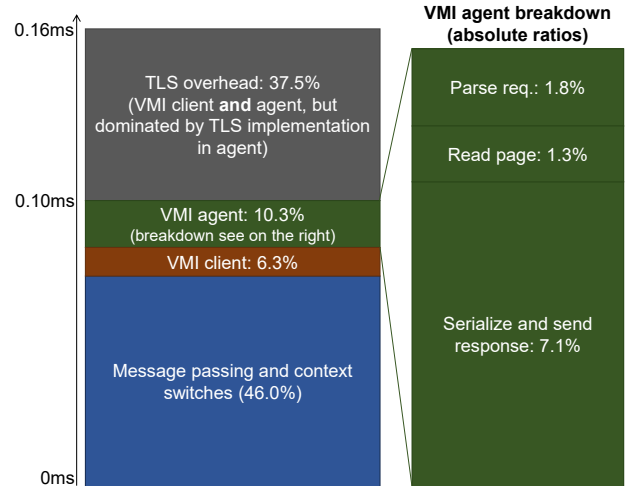 0.16ms
0.10ms
0ms
TLS overhead: 37.5%
(VMI client and agent, but
dominated by TLS implementation
in agent)
VMI agent: 10.3%
(breakdown see on the right)
VMI client: 6.3%
Message passing and context
switches (46.0%)
VMI agent breakdown
(absolute ratios)
Parse req.: 1.8%
Read page: 1.3%
Serialize and send
response: 7.1%